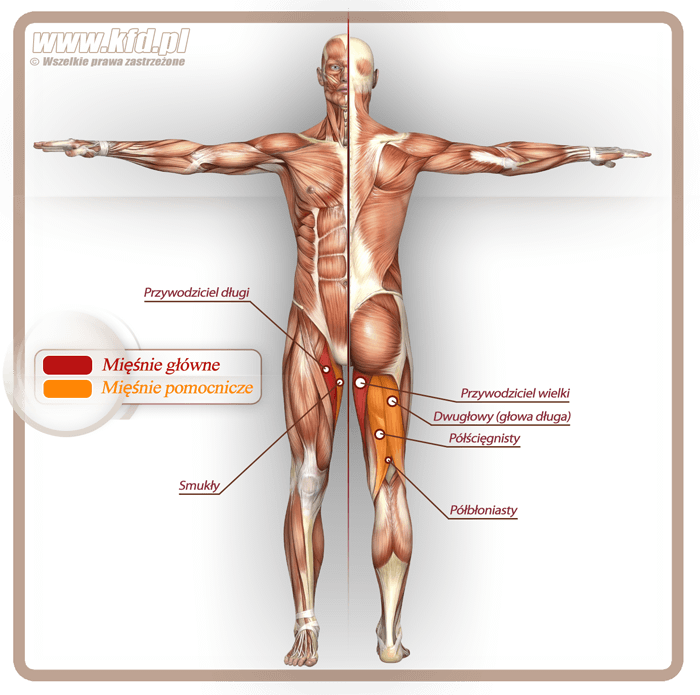 www.kfd.pl
© Wszelkie prawa zastrzeżone
Przywodziciel długi
Mięśnie główne
Mięśnie pomocnicze
Przywodziciel wielki
Dwugłowy (głowa długa)
Półścięgnisty
Smukły
Półbłoniasty